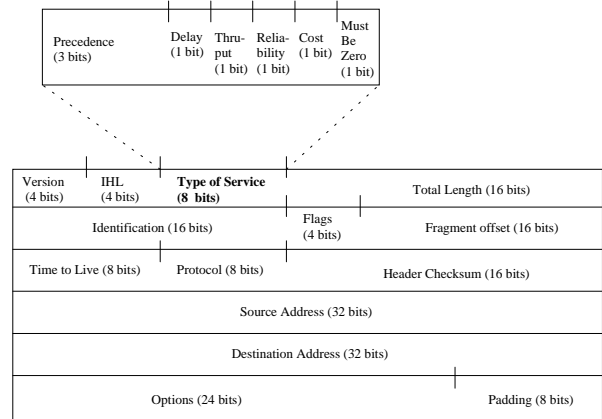 Precedence
(3 bits)
Delay
(1 bit)
Thru-
put
(1 bit)
Relia-
bility
(1 bit)
Cost
(1 bit)
Must
Be
Zero
(1 bit)
Version
(4 bits)
IHL
(4 bits)
Type of Service
(8 bits)
Total Length (16 bits)
Identification (16 bits)
Flags
(4 bits)
Fragment offset (16 bits)
Time to Live (8 bits)
Protocol (8 bits)
Header Checksum (16 bits)
Source Address (32 bits)
Destination Address (32 bits)
Options (24 bits)
Padding (8 bits)